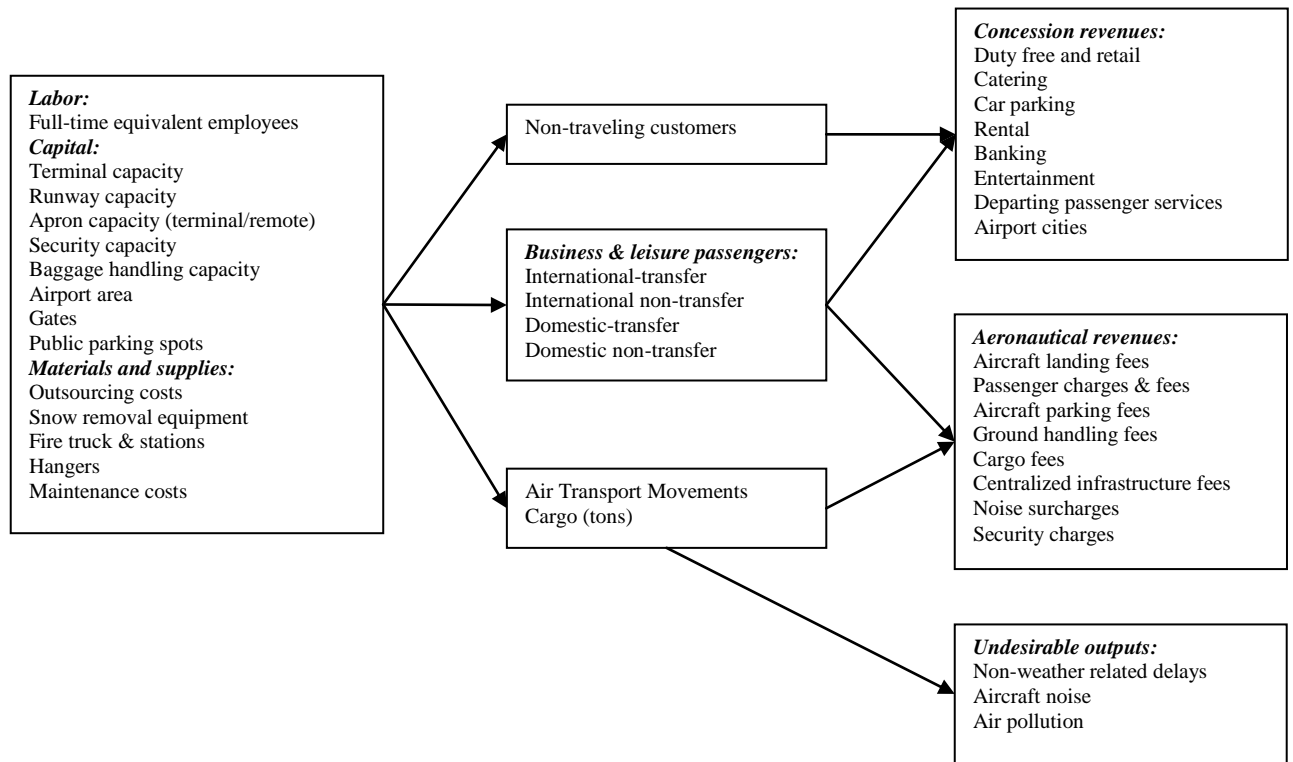 Labor:
Full-time equivalent employees
Capital:
Terminal capacity
Runway capacity
Apron capacity (terminal/remote)
Security capacity
Baggage handling capacity
Airport area
Gates
Public parking spots
Materials and supplies:
Outsourcing costs
Snow removal equipment
Fire truck & stations
Hangers
Maintenance costs
Non-traveling customers
Business & leisure passengers:
International-transfer
International non-transfer
Domestic-transfer
Domestic non-transfer
Air Transport Movements
Cargo (tons)
Concession revenues:
Duty free and retail
Catering
Car parking
Rental
Banking
Entertainment
Departing passenger services
Airport cities
Aeronautical revenues:
Aircraft landing fees
Passenger charges & fees
Aircraft parking fees
Ground handling fees
Cargo fees
Centralized infrastructure fees
Noise surcharges
Security charges
Undesirable outputs:
Non-weather related delays
Aircraft noise
Air pollution